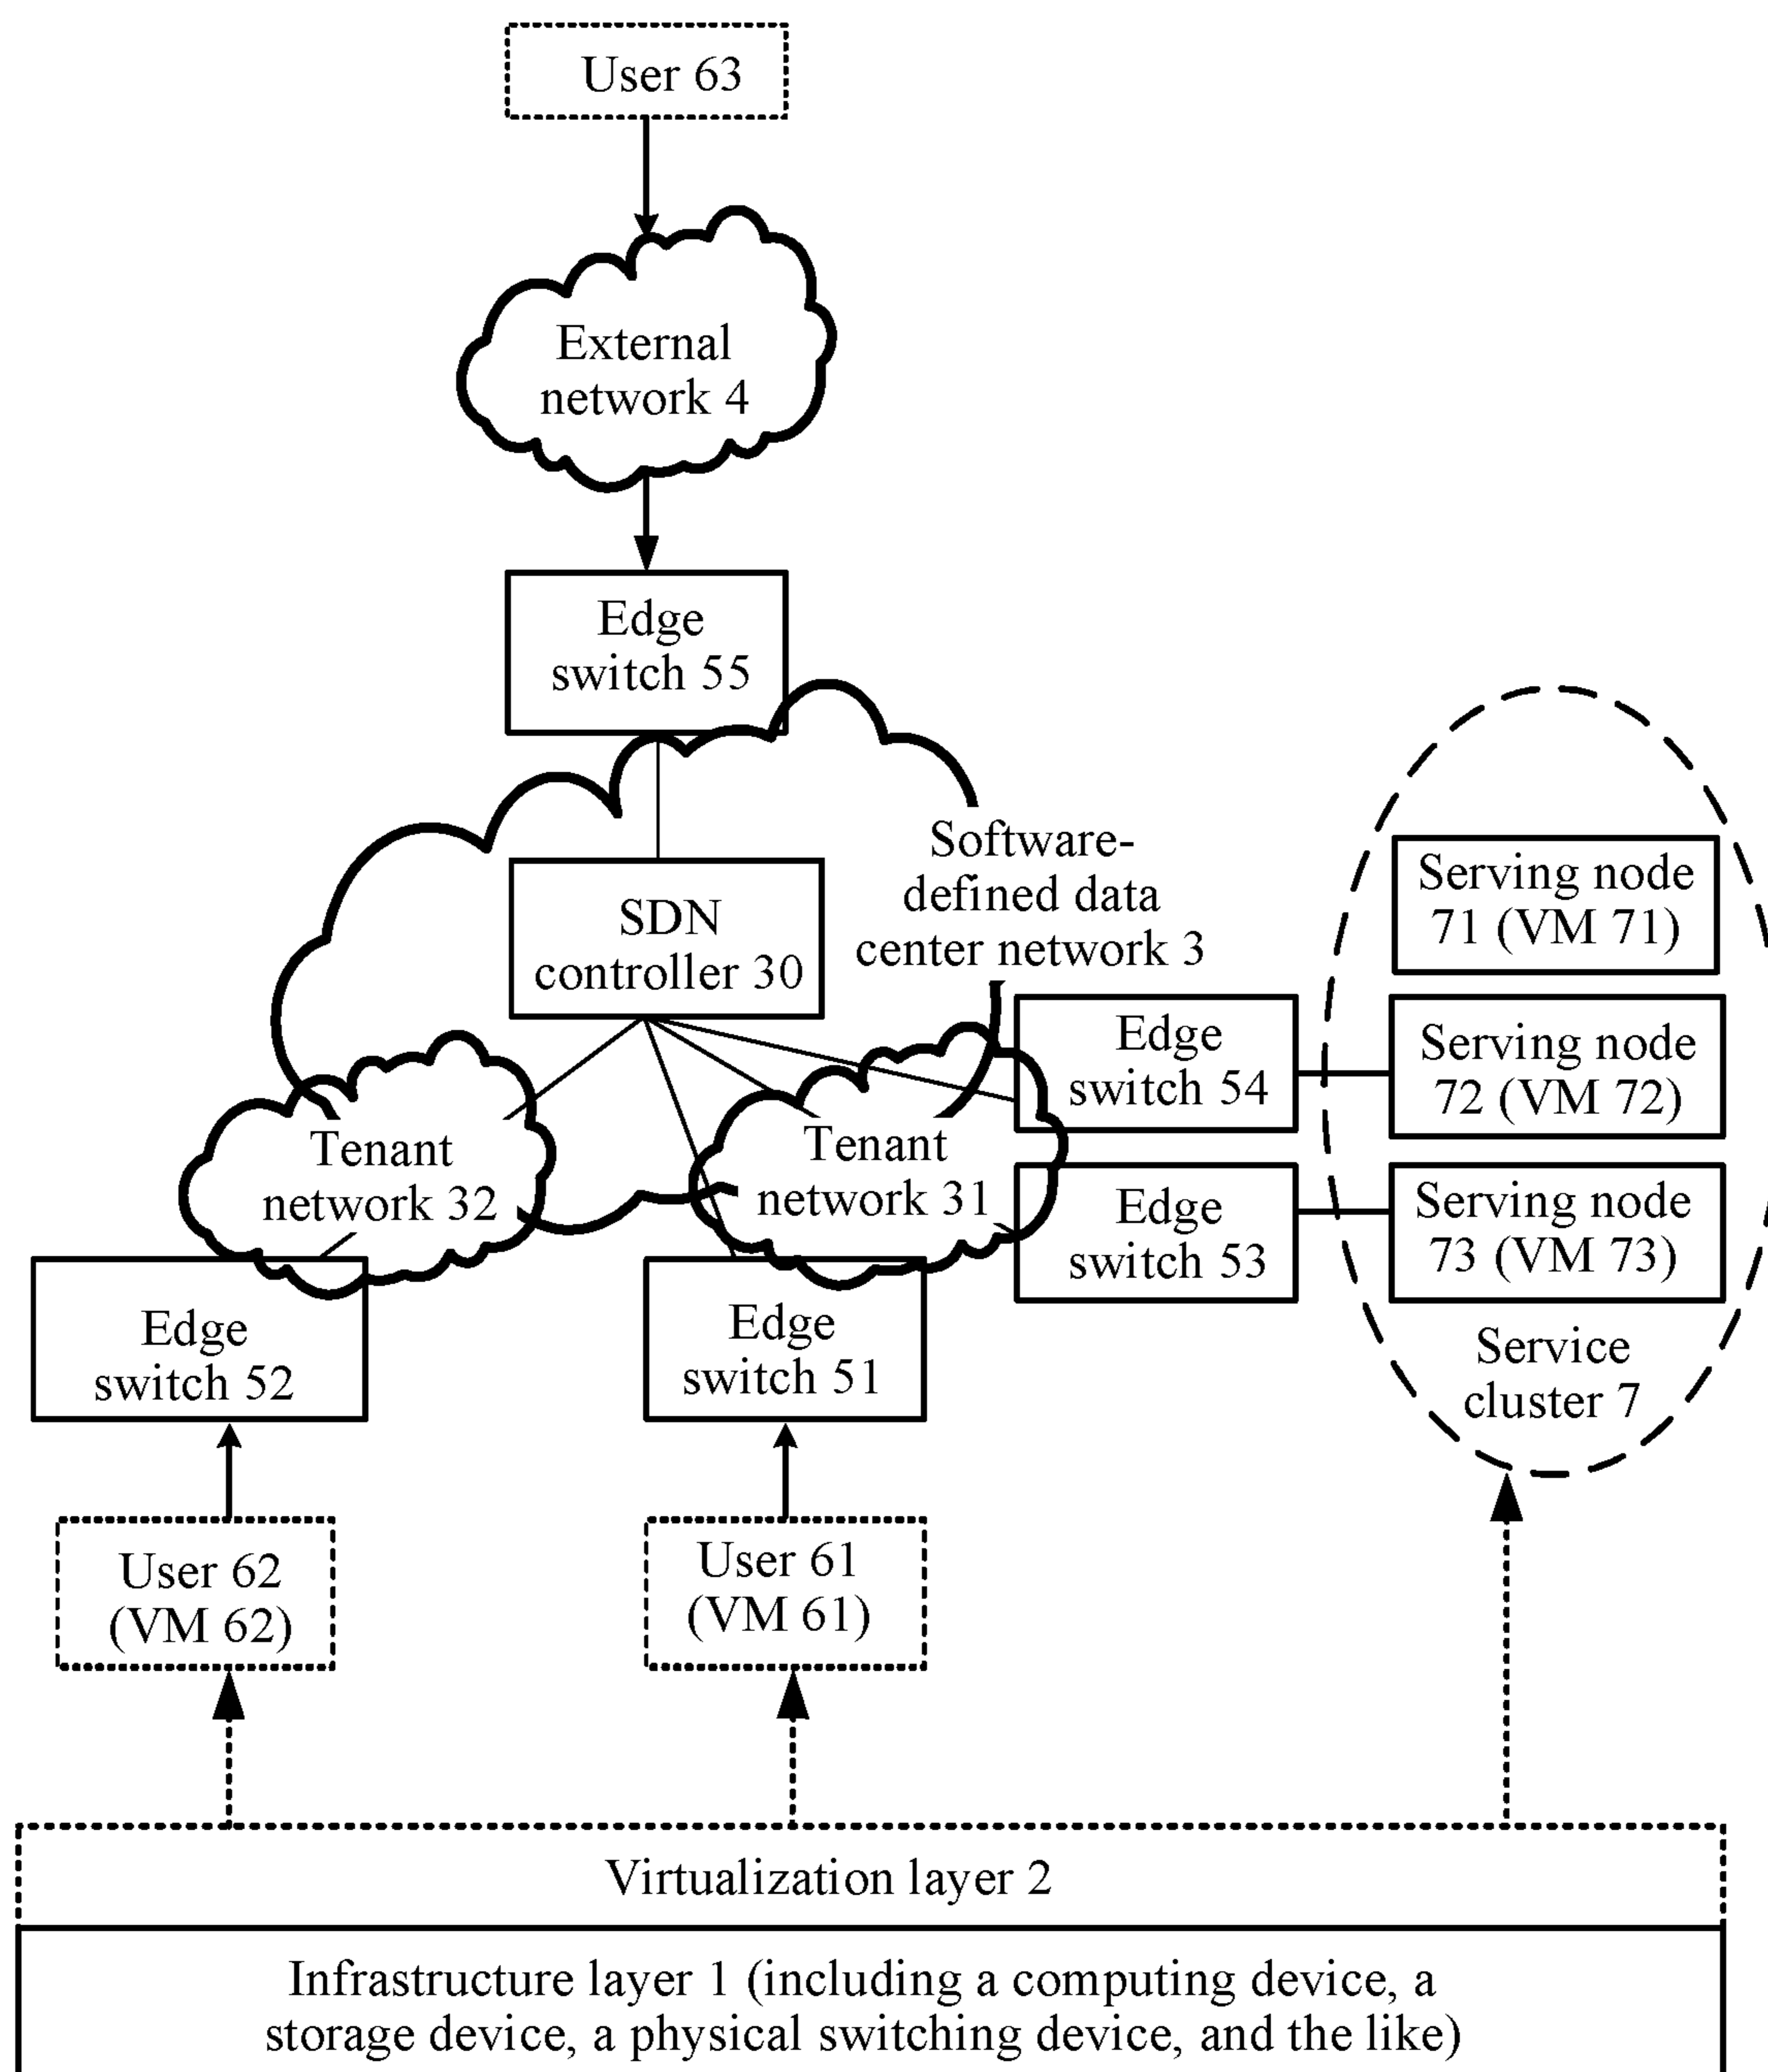 User 63
External
network 4
Edge
switch 55
Software-
defined data
center network 3
SDN
controller 30
Serving node
71 (VM 71)
Edge
switch 54
Serving node
72 (VM 72)
Tenant
network 32
Tenant
network 31
Edge
switch 53
Serving node
73 (VM 73)
Edge
switch 52
Edge
switch 51
Service
cluster 7
User 62
(VM 62)
User 61
(VM 61)
Virtualization layer 2
Infrastructure layer 1 (including a computing device, a
storage device, a physical switching device, and the like)